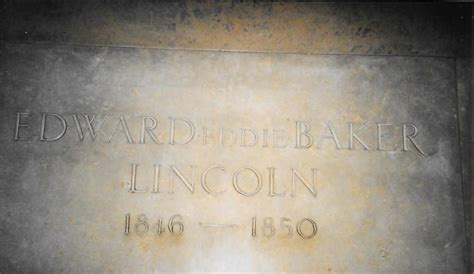 EDWARD EDDIE BAKER
LINCOLN
1846 — 1850